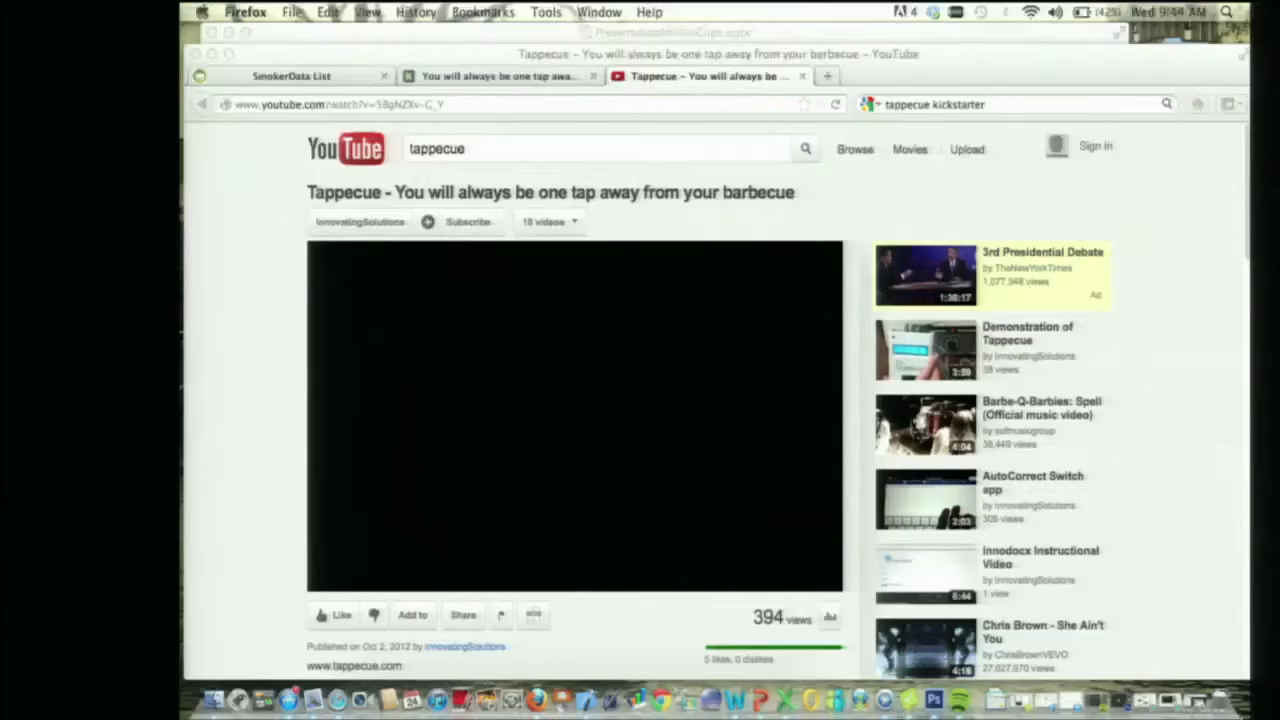 Firefox File Edit View History Bookmarks Tools Window Help 4 (42%) Wed 9:44 AM
Tappecue - You will always be one tap away from your barbecue - YouTube
SmokerData List
You will always be one tap awa...
Tappecue - You will always be ...
www.youtube.com/watch?v=58gNZXv-G_Y
tappecue kickstarter
YouTube
tappecue
Browse Movies Upload Sign In
Tappecue - You will always be one tap away from your barbecue
InnovatingSolutions Subscribe 10 videos
3rd Presidential Debate
by TheNewYorkTimes
1,077,948 views
Ad
1:36:17
Demonstration of
Tappecue
by InnovatingSolutions
38 views
3:59
Barbe-Q-Barbies: Spell
(Official music video)
by sofmusicgroup
38,449 views
4:04
AutoCorrect Switch
app
by InnovatingSolutions
305 views
2:03
Innodocx Instructional
Video
by InnovatingSolutions
1 view
6:44
Chris Brown - She Ain't
You
by ChrisBrownVEVO
27,627,670 views
4:16
Like Add to Share 394 views
Published on Oct 2, 2012 by InnovatingSolutions
5 likes, 0 dislikes
www.tappecue.com